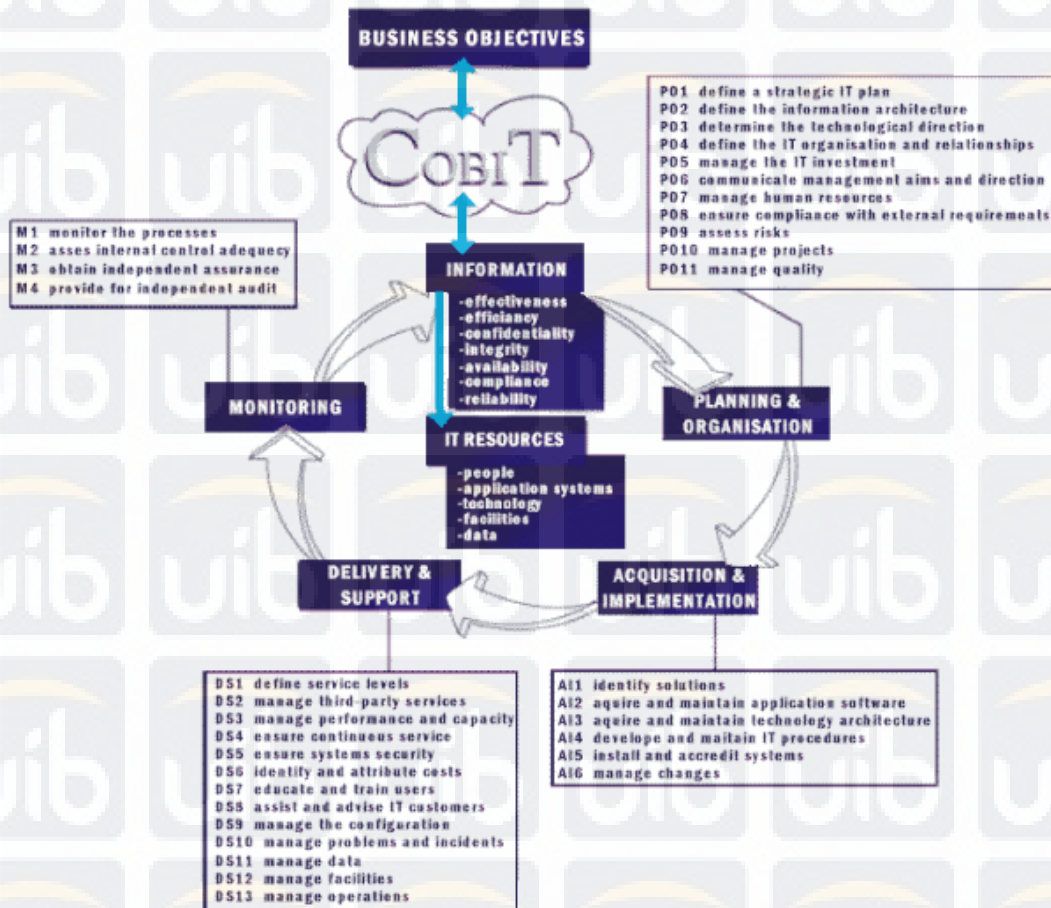 BUSINESS OBJECTIVES
COBIT
PO1 define a strategic IT plan
PO2 define the information architecture
PO3 determine the technological direction
PO4 define the IT organisation and relationships
PO5 manage the IT investment
PO6 communicate management aims and direction
PO7 manage human resources
PO8 ensure compliance with external requirements
PO9 assess risks
PO10 manage projects
PO11 manage quality
M1 monitor the processes
M2 asses internal control adequecy
M3 obtain independent assurance
M4 provide for independent audit
INFORMATION
-effectiveness
-efficiancy
-confidentiality
-integrity
-availability
-compliance
-reliability
MONITORING
PLANNING &
ORGANISATION
IT RESOURCES
-people
-application systems
-technology
-facilities
-data
DELIVERY &
SUPPORT
ACQUISITION &
IMPLEMENTATION
DS1 define service levels
DS2 manage third-party services
DS3 manage performance and capacity
DS4 ensure continuous service
DS5 ensure systems security
DS6 identify and attribute costs
DS7 educate and train users
DS8 assist and advise IT customers
DS9 manage the configuration
DS10 manage problems and incidents
DS11 manage data
DS12 manage facilities
DS13 manage operations
AI1 identify solutions
AI2 aquire and maintain application software
AI3 aquire and maintain technology architecture
AI4 develope and maitain IT procedures
AI5 install and accredit systems
AI6 manage changes
uib